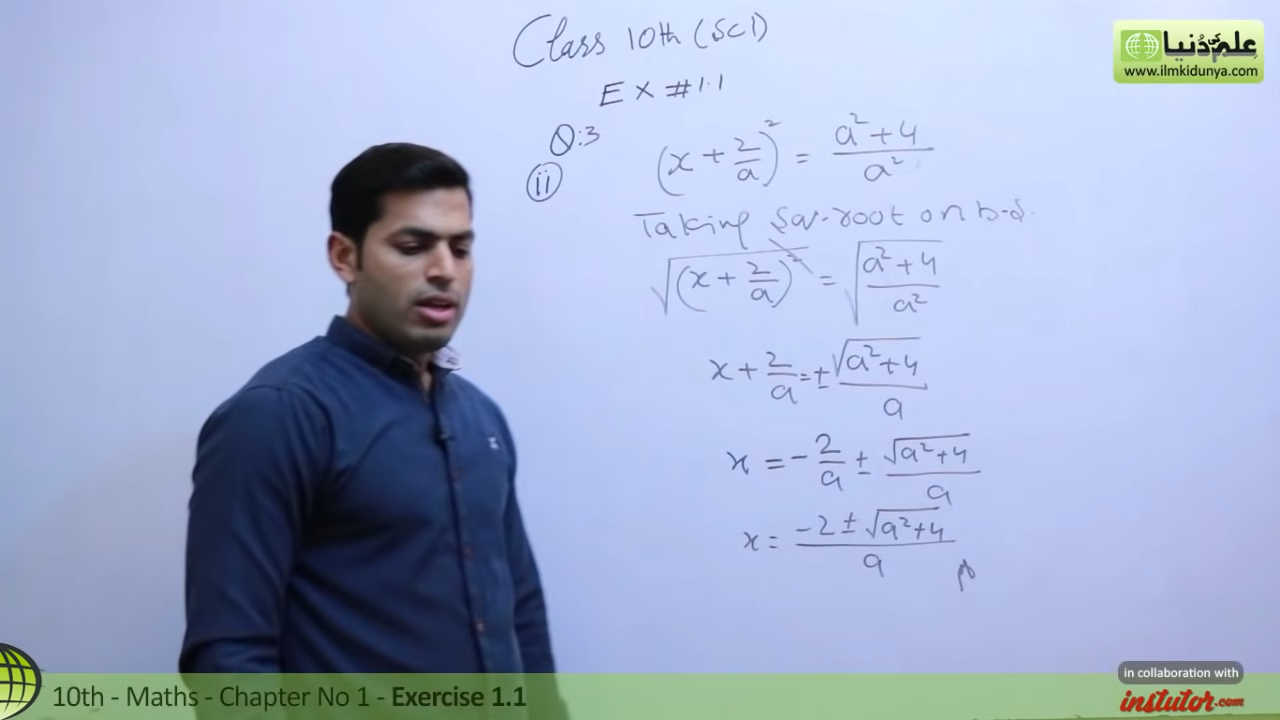 Class 10th (SCI)
EX #1.1
Q:3
(ii)
(x + 2/a)² = (a² + 4)/a²
Taking sq-root on b-s.
√(x + 2/a)² = √((a² + 4)/a²)
x + 2/a = ± √(a² + 4)/a
x = -2/a ± √(a² + 4)/a
x = (-2 ± √(a² + 4))/a
علم کی دُنیا
www.ilmkidunya.com
in collaboration with
instutor.com
10th - Maths - Chapter No 1 - Exercise 1.1